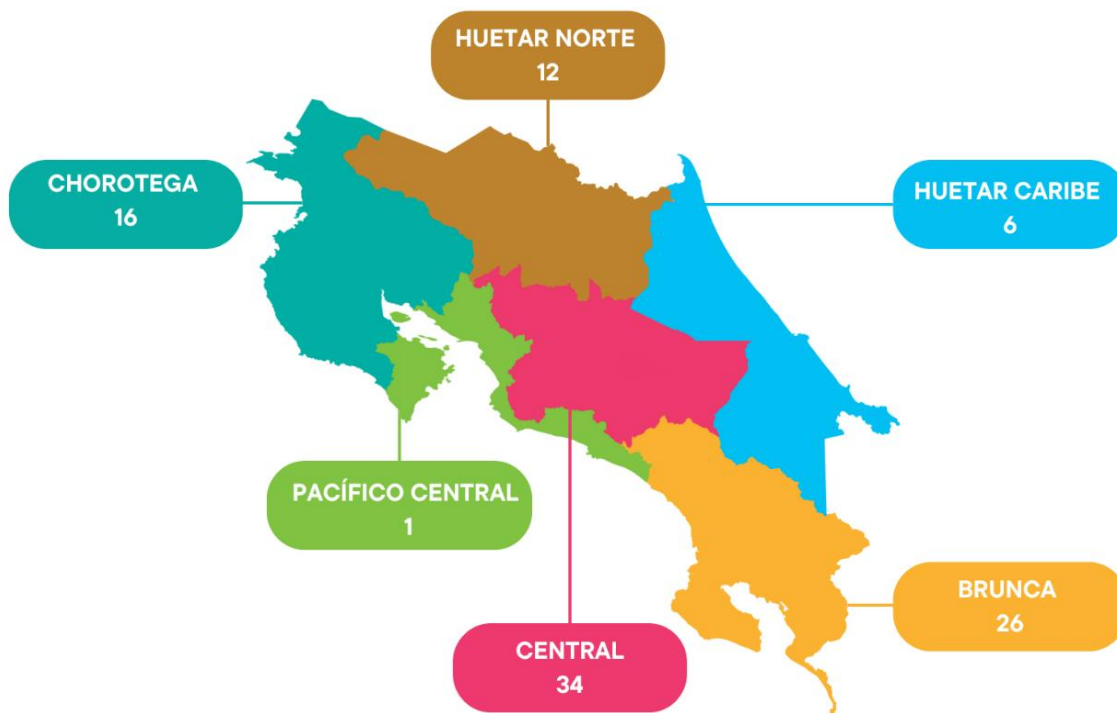 HUETAR NORTE
12
CHOROTEGA
16
HUETAR CARIBE
6
PACÍFICO CENTRAL
1
BRUNCA
26
CENTRAL
34